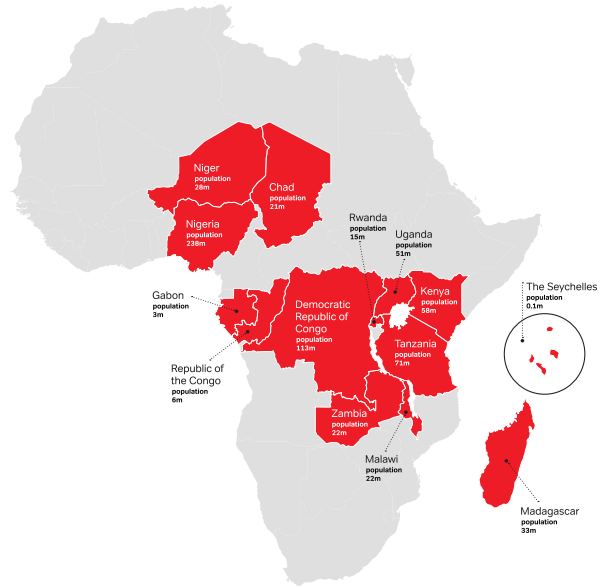 Niger
population
28m
Chad
population
21m
Nigeria
population
238m
Rwanda
population
15m
Uganda
population
51m
Gabon
population
3m
Democratic
Republic of
Congo
population
113m
Kenya
population
58m
The Seychelles
population
0.1m
Tanzania
population
71m
Republic of
the Congo
population
6m
Zambia
population
22m
Malawi
population
22m
Madagascar
population
33m